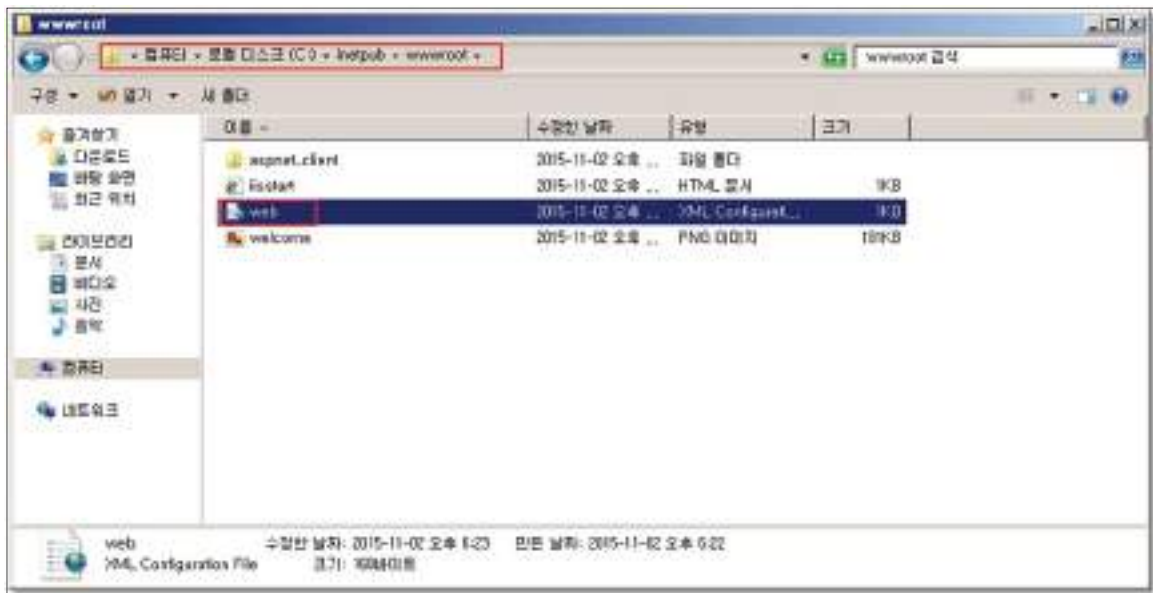 wwwroot
컴퓨터 로컬 디스크 (C:) inetpub wwwroot
wwwroot 검색
구성 열기 새 폴더
이름 수정한 날짜 유형 크기
즐겨찾기
다운로드
바탕 화면
최근 위치
라이브러리
문서
비디오
사진
음악
컴퓨터
네트워크
aspnet_client 2015-11-02 오후 ... 파일 폴더
iisstart 2015-11-02 오후 ... HTML 문서 1KB
web 2015-11-02 오후 ... XML Configurat... 1KB
welcome 2015-11-02 오후 ... PNG 이미지
web 수정한 날짜: 2015-11-02 오후 6:23 만든 날짜: 2015-11-02 오후 6:22
XML Configuration File 크기: